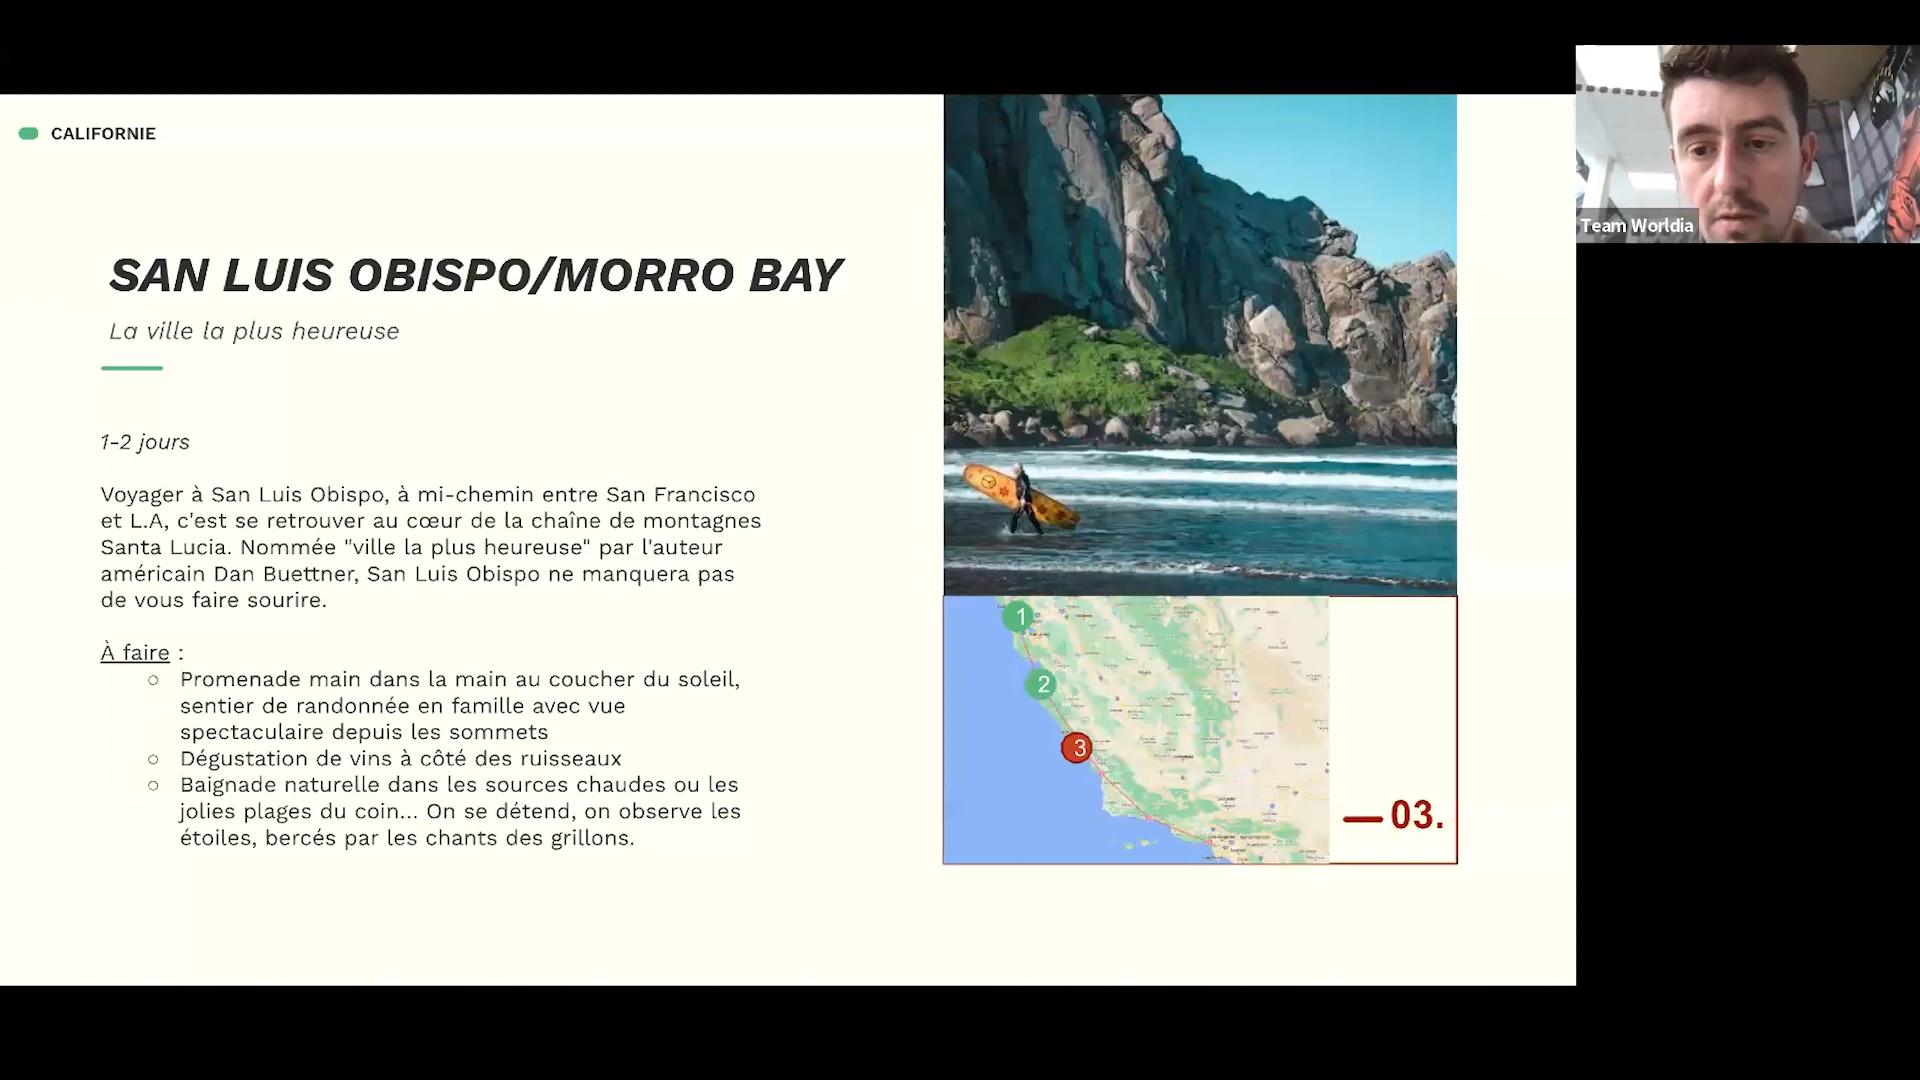 CALIFORNIE
SAN LUIS OBISPO/MORRO BAY
La ville la plus heureuse
1-2 jours
Voyager à San Luis Obispo, à mi-chemin entre San Francisco
et L.A, c'est se retrouver au cœur de la chaîne de montagnes
Santa Lucia. Nommée "ville la plus heureuse" par l'auteur
américain Dan Buettner, San Luis Obispo ne manquera pas
de vous faire sourire.
À faire :
○ Promenade main dans la main au coucher du soleil,
sentier de randonnée en famille avec vue
spectaculaire depuis les sommets
○ Dégustation de vins à côté des ruisseaux
○ Baignade naturelle dans les sources chaudes ou les
jolies plages du coin... On se détend, on observe les
étoiles, bercés par les chants des grillons.
1
2
3
03.
Team Worldia